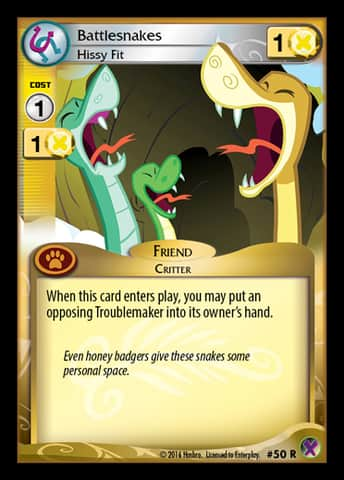 Battlesnakes
Hissy Fit
1
COST
1
1
FRIEND
CRITTER
When this card enters play, you may put an
opposing Troublemaker into its owner's hand.
Even honey badgers give these snakes some
personal space.
© 2016 Hasbro. Licensed to Enterplay. #50 R